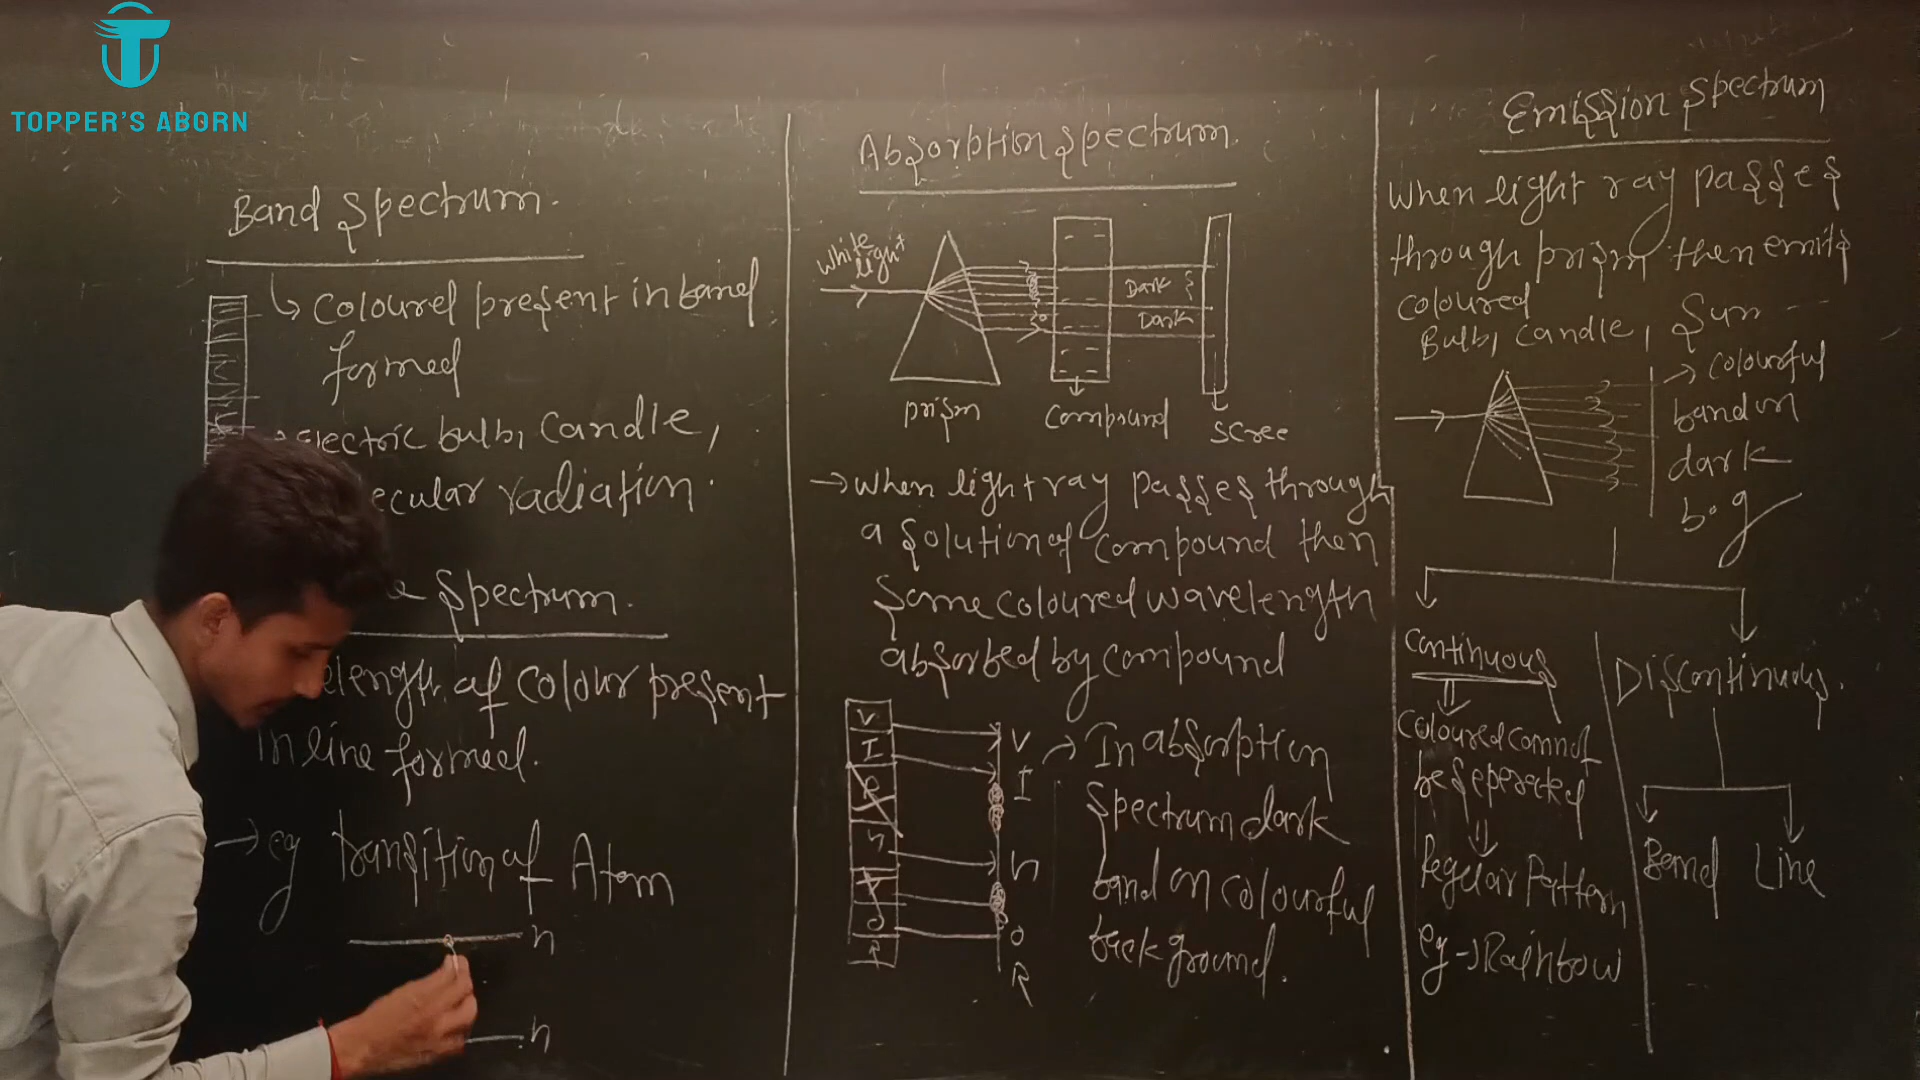 TOPPER'S ABORN
Band Spectrum.
Coloured present in band
formed
Electric bulb, Candle,
ecular radiation.
e Spectrum.
elength of colour present
in line formed.
→ eg transition of Atom
n
n
Absorption spectrum.
White
light
Dark
Dark
prism
Compound
Scree
→ When light ray passes through
a solution of compound then
Some coloured wavelength
absorbed by compound
V
I
V
I
→ In absorption
spectrum dark
band on colourful
back ground.
O
R
O
R
Emission Spectrum
When light ray passes
through prism then emits
coloured
Bulb, candle, Sun --
→ colourful
band on
dark
b.g
Continuous
Coloured cannot
be seperated
Regular Pattern
eg → Rainbow
Discontinuous.
Band
Line